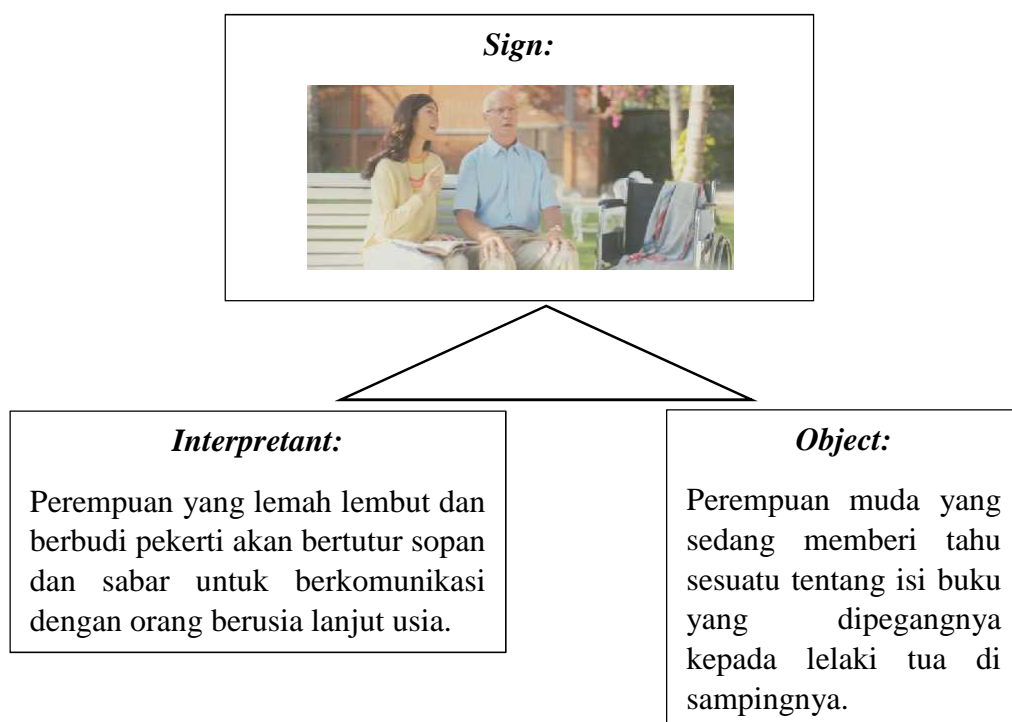 Sign:
Interpretant:
Perempuan yang lemah lembut dan
berbudi pekerti akan bertutur sopan
dan sabar untuk berkomunikasi
dengan orang berusia lanjut usia.
Object:
Perempuan muda yang
sedang memberi tahu
sesuatu tentang isi buku
yang dipegangnya
kepada lelaki tua di
sampingnya.